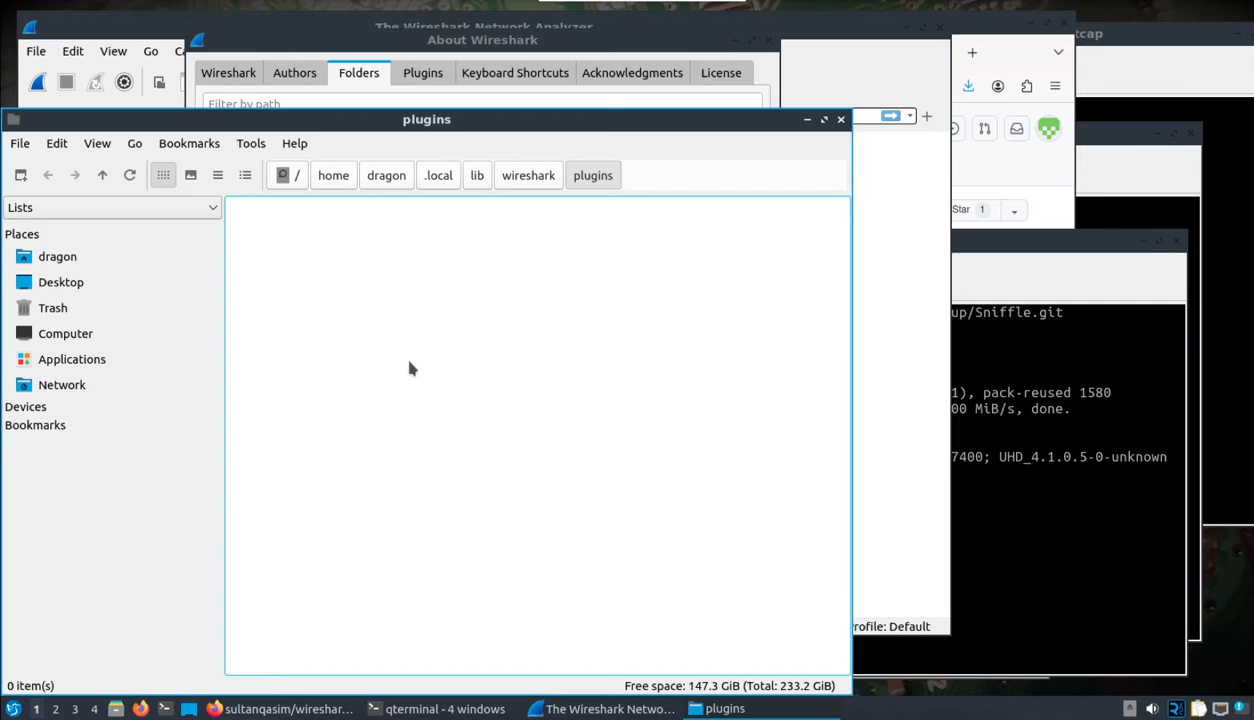 The Wireshark Network Analyzer
tcap
About Wireshark
File Edit View Go Ca
Wireshark Authors Folders Plugins Keyboard Shortcuts Acknowledgments License
Filter by path
plugins
File Edit View Go Bookmarks Tools Help
/ home dragon .local lib wireshark plugins
Lists
Star 1
Places
dragon
Desktop
Trash
Computer
Applications
Network
Devices
Bookmarks
up/Sniffle.git
1), pack-reused 1580
00 MiB/s, done.
7400; UHD_4.1.0.5-0-unknown
rofile: Default
0 item(s)
Free space: 147.3 GiB (Total: 233.2 GiB)
1 2 3 4 sultanqasim/wireshar... qterminal - 4 windows The Wireshark Netwo... plugins